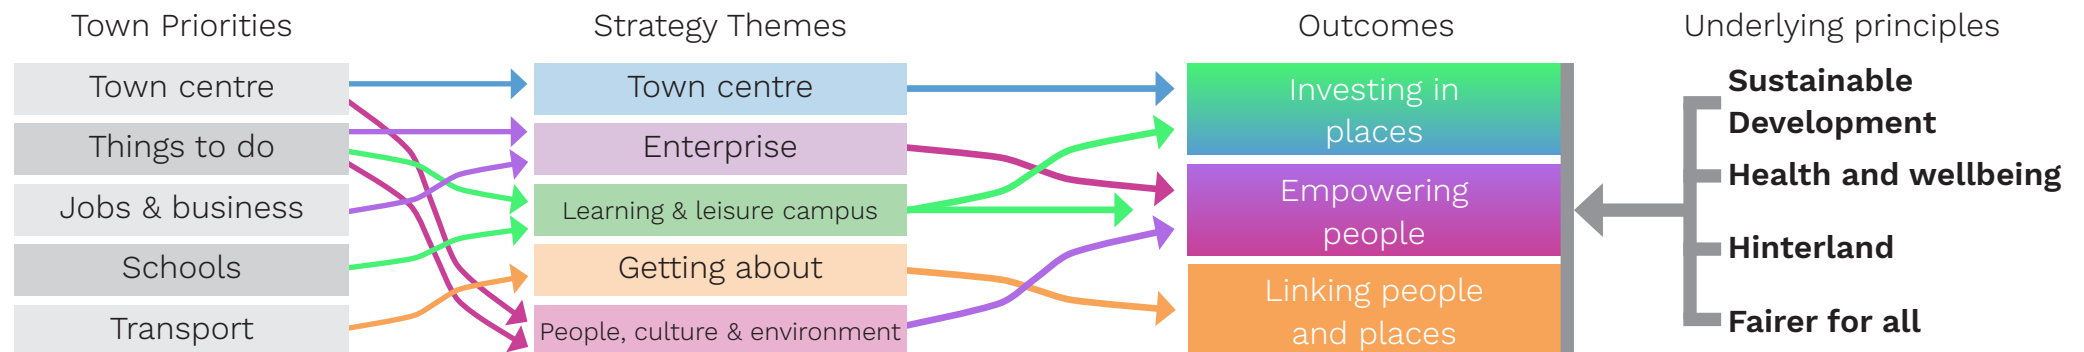 Town Priorities
Town centre
Things to do
Jobs & business
Schools
Transport
Strategy Themes
Town centre
Enterprise
Learning & leisure campus
Getting about
People, culture & environment
Outcomes
Investing in
places
Empowering
people
Linking people
and places
Underlying principles
Sustainable
Development
Health and wellbeing
Hinterland
Fairer for all